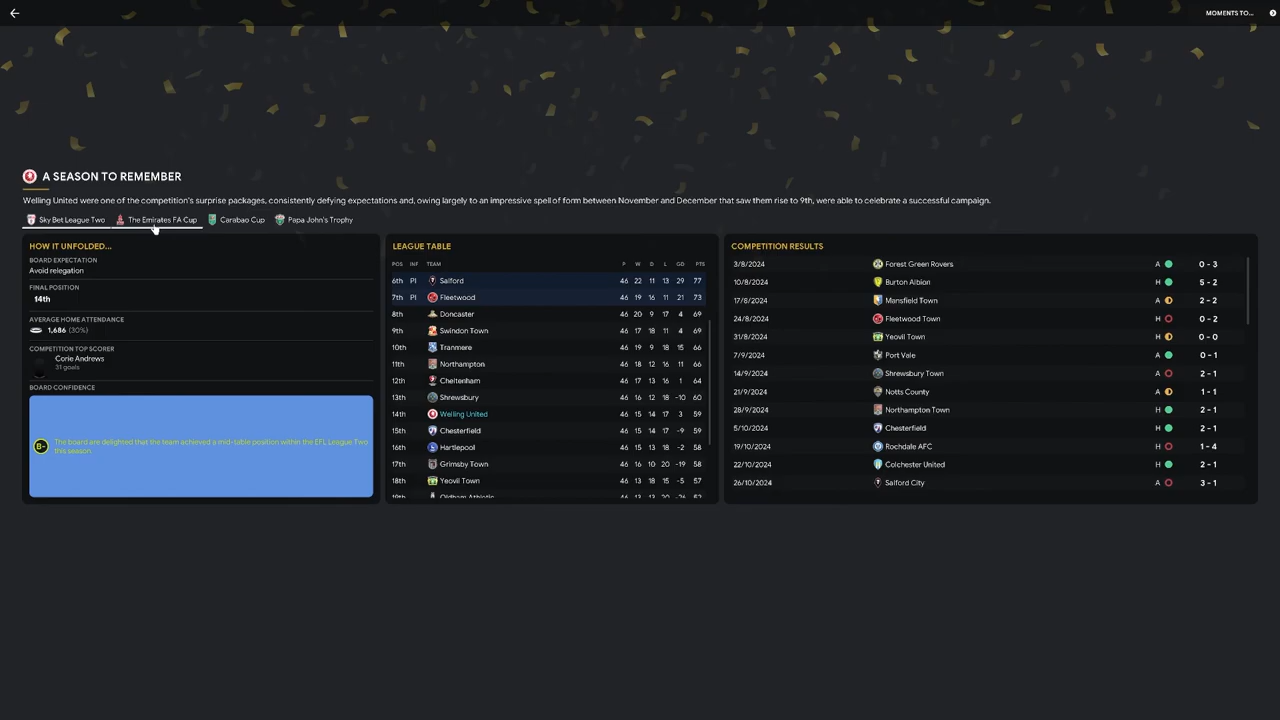 MOMENTS TO...
A SEASON TO REMEMBER
Welling United were one of the competition's surprise packages, consistently defying expectations and, owing largely to an impressive spell of form between November and December that saw them rise to 9th, were able to celebrate a successful campaign.
Sky Bet League Two The Emirates FA Cup Carabao Cup Papa John's Trophy
HOW IT UNFOLDED...
BOARD EXPECTATION
Avoid relegation
FINAL POSITION
14th
AVERAGE HOME ATTENDANCE
1,686 (30%)
COMPETITION TOP SCORER
Corie Andrews
31 goals
BOARD CONFIDENCE
B-
The board are delighted that the team achieved a mid-table position within the EFL League Two
this season.
LEAGUE TABLE
POS INF TEAM P W D L GD PTS
6th Pl Salford 46 22 11 13 29 77
7th Pl Fleetwood 46 19 16 11 21 73
8th Doncaster 46 20 9 17 4 69
9th Swindon Town 46 17 18 11 4 69
10th Tranmere 46 19 9 18 15 66
11th Northampton 46 18 12 16 11 66
12th Cheltenham 46 17 13 16 1 64
13th Shrewsbury 46 16 12 18 -10 60
14th Welling United 46 15 14 17 3 59
15th Chesterfield 46 15 14 17 -9 59
16th Hartlepool 46 15 13 18 -2 58
17th Grimsby Town 46 16 10 20 -19 58
18th Yeovil Town 46 13 18 15 -5 57
19th Oldham Athletic 46 13 13 20 -26 52
COMPETITION RESULTS
3/8/2024 Forest Green Rovers A 0 - 3
10/8/2024 Burton Albion H 5 - 2
17/8/2024 Mansfield Town A 2 - 2
24/8/2024 Fleetwood Town H 0 - 2
31/8/2024 Yeovil Town H 0 - 0
7/9/2024 Port Vale A 0 - 1
14/9/2024 Shrewsbury Town A 2 - 1
21/9/2024 Notts County A 1 - 1
28/9/2024 Northampton Town H 2 - 1
5/10/2024 Chesterfield H 2 - 1
19/10/2024 Rochdale AFC H 1 - 4
22/10/2024 Colchester United H 2 - 1
26/10/2024 Salford City A 3 - 1